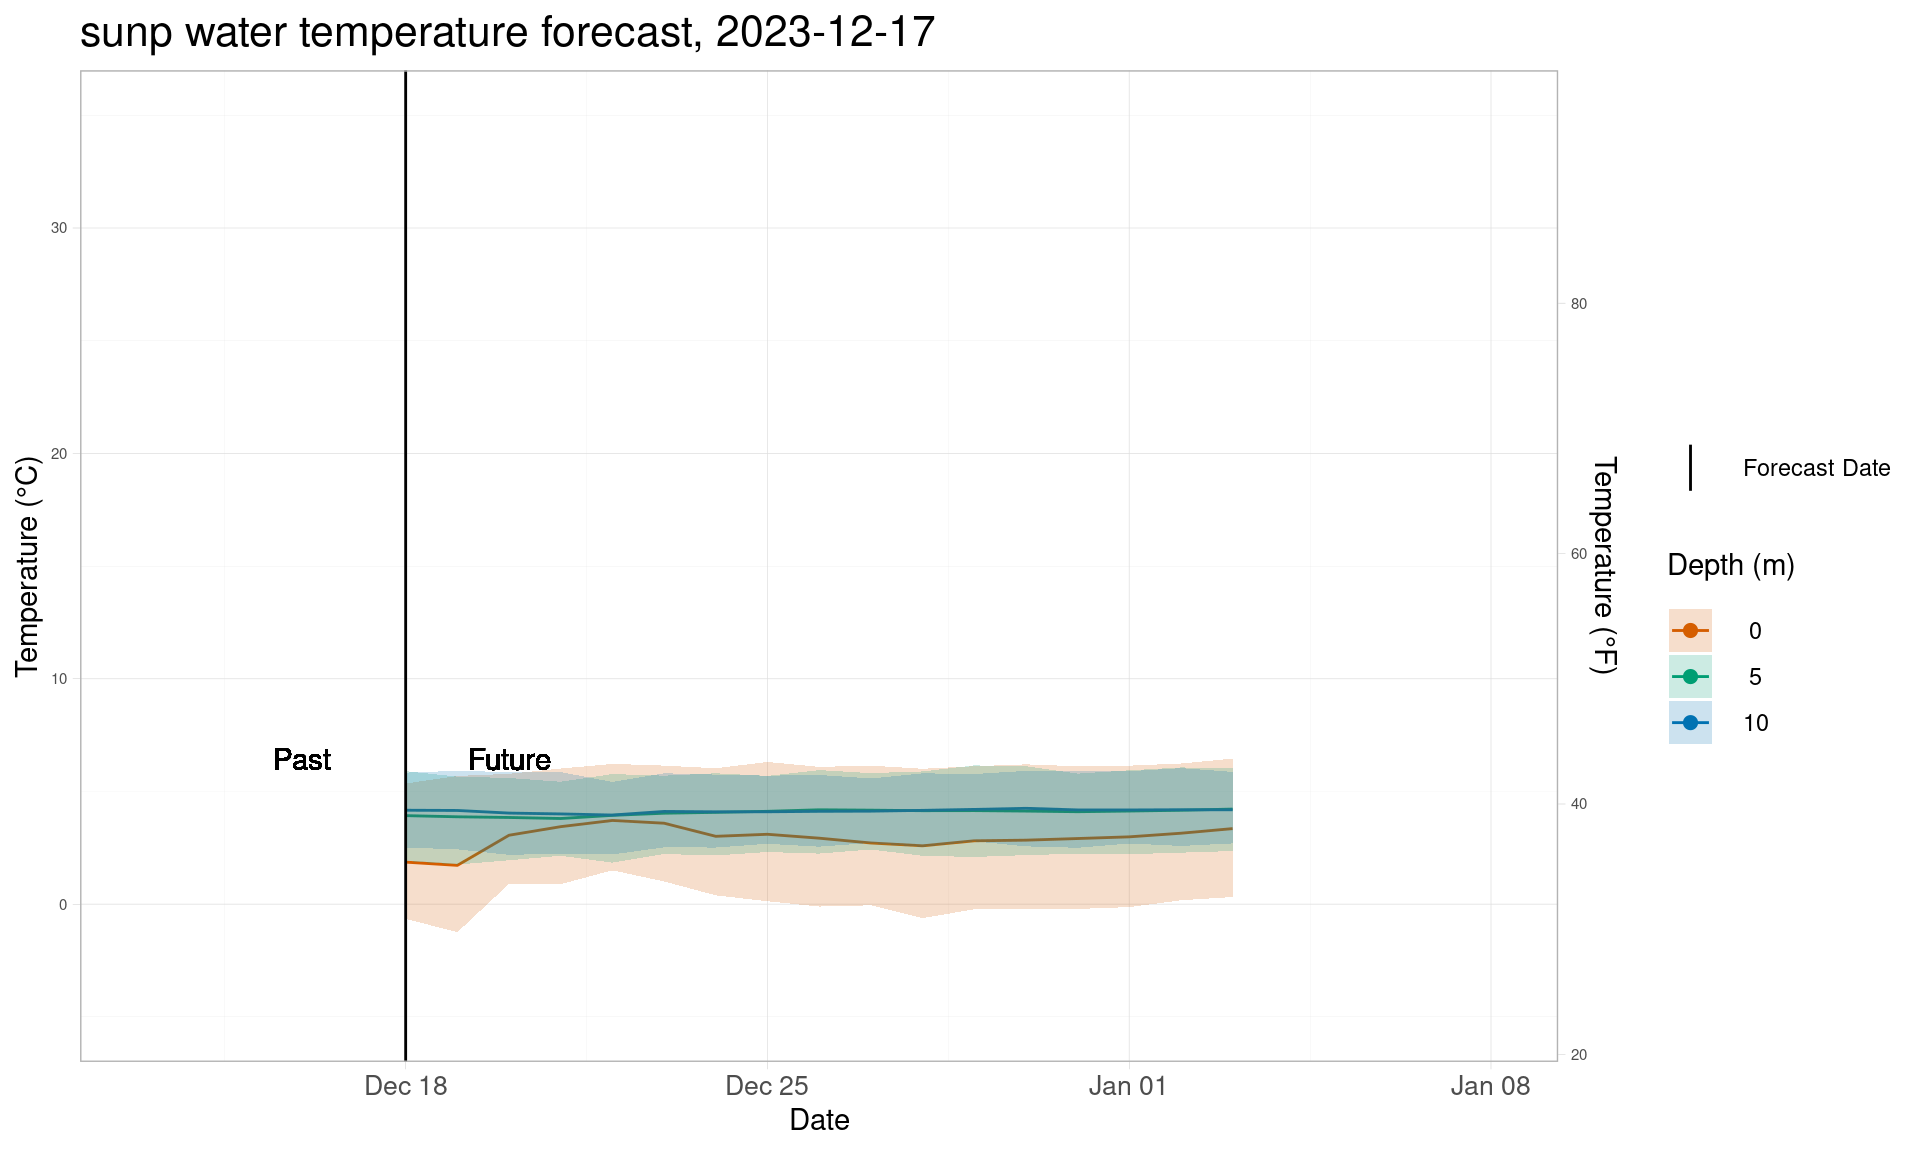 sunp water temperature forecast, 2023-12-17
Temperature (°C)
30
20
10
0
Past
Future
Dec 18
Dec 25
Jan 01
Jan 08
Date
80
60
40
20
Temperature (°F)
Forecast Date
Depth (m)
0
5
10